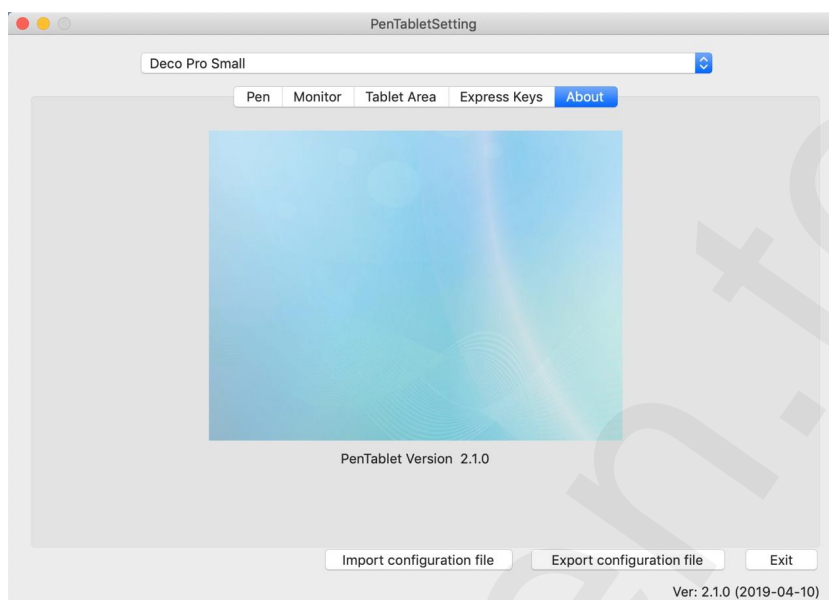 PenTabletSetting
Deco Pro Small
Pen Monitor Tablet Area Express Keys About
PenTablet Version 2.1.0
Import configuration file Export configuration file Exit
Ver: 2.1.0 (2019-04-10)